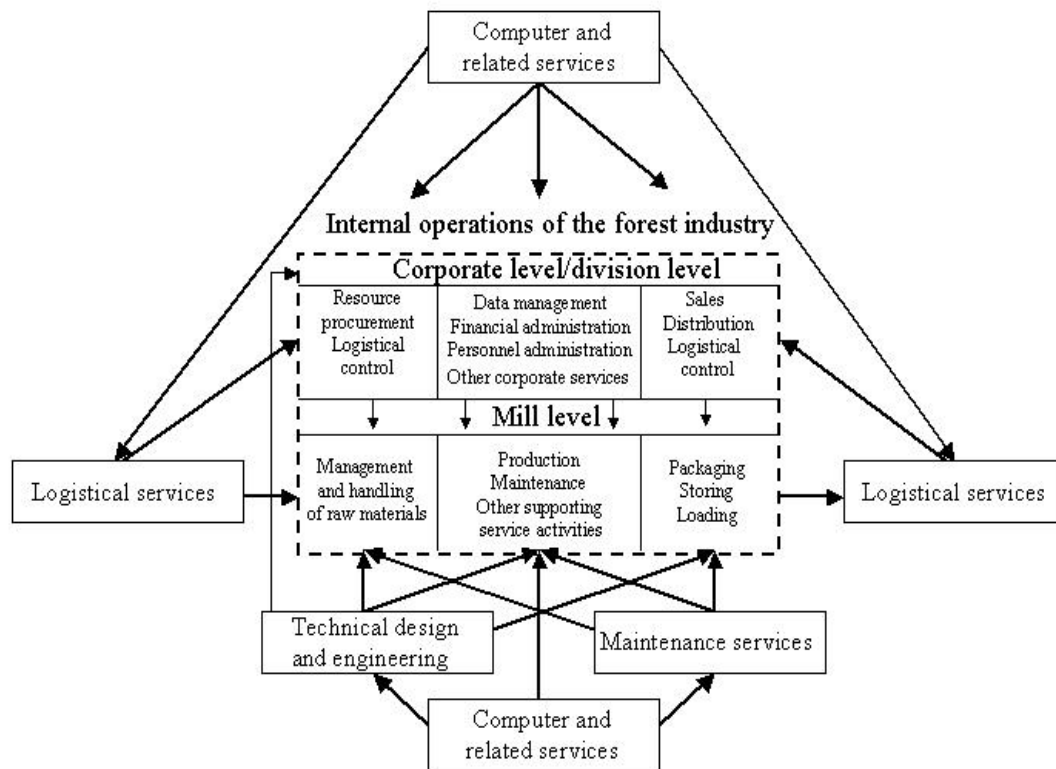 Computer and
related services
Internal operations of the forest industry
Corporate level/division level
Resource
procurement
Logistical
control
Data management
Financial administration
Personnel administration
Other corporate services
Sales
Distribution
Logistical
control
Mill level
Logistical services
Management
and handling
of raw materials
Production
Maintenance
Other supporting
service activities
Packaging
Storing
Loading
Logistical services
Technical design
and engineering
Maintenance services
Computer and
related services